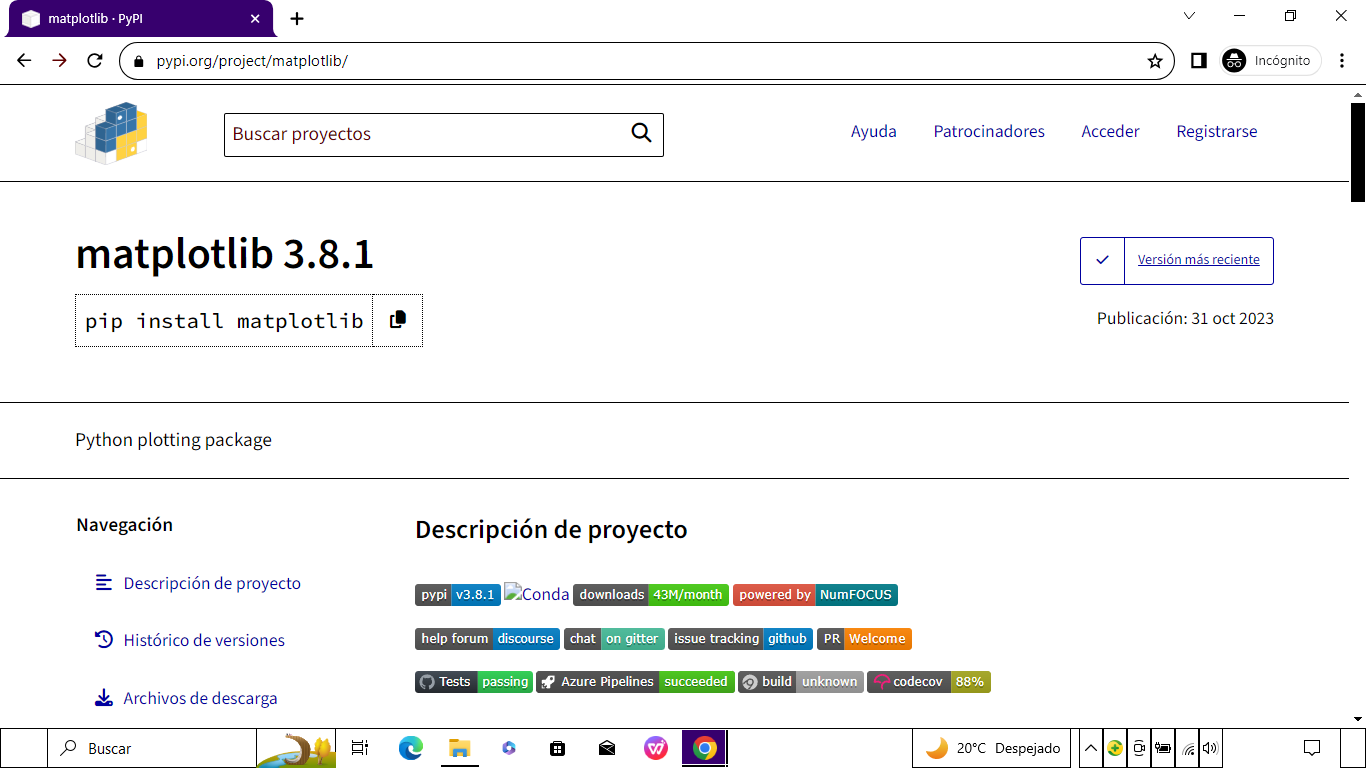 matplotlib · PyPI
pypi.org/project/matplotlib/
Incógnito
Buscar proyectos
Ayuda
Patrocinadores
Acceder
Registrarse
matplotlib 3.8.1
Versión más reciente
pip install matplotlib
Publicación: 31 oct 2023
Python plotting package
Navegación
Descripción de proyecto
Histórico de versiones
Archivos de descarga
Descripción de proyecto
pypi v3.8.1 Conda downloads 43M/month powered by NumFOCUS
help forum discourse chat on gitter issue tracking github PR Welcome
Tests passing Azure Pipelines succeeded build unknown codecov 88%
Buscar
20°C Despejado